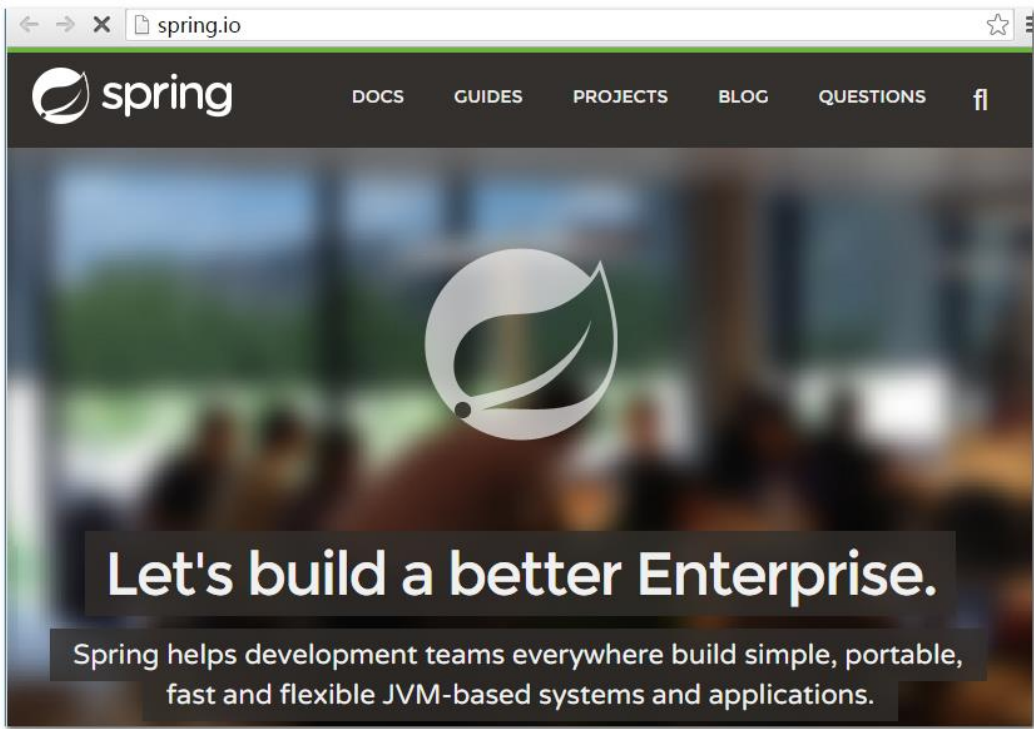 spring.io
spring
DOCS GUIDES PROJECTS BLOG QUESTIONS fl
Let's build a better Enterprise.
Spring helps development teams everywhere build simple, portable,
fast and flexible JVM-based systems and applications.